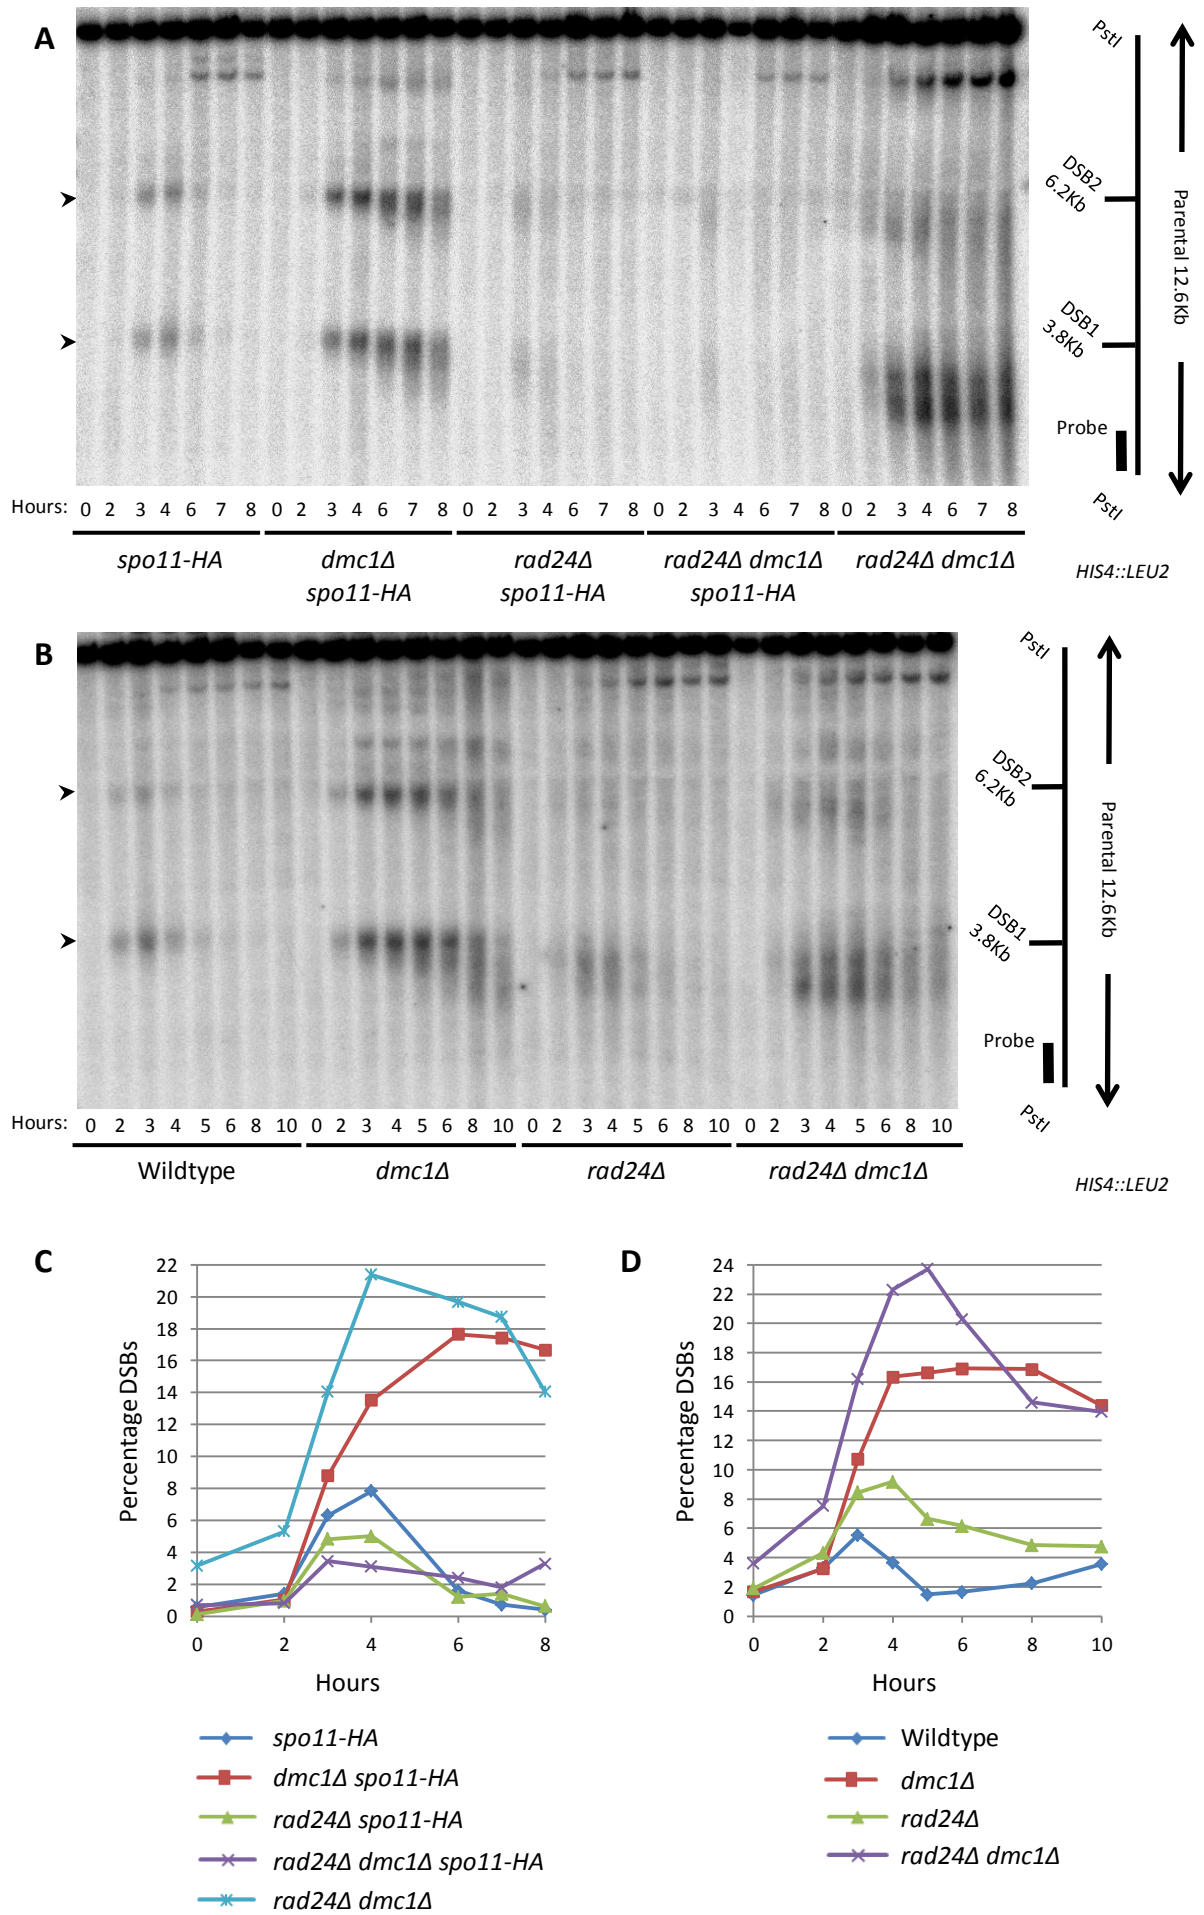 A
PstI
DSB2
6.2Kb
Parental 12.6Kb
DSB1
3.8Kb
Probe
PstI
Hours: 0 2 3 4 6 7 8 0 2 3 4 6 7 8 0 2 3 4 6 7 8 0 2 3 4 6 7 8 0 2 3 4 6 7 8
spo11-HA
dmc1Δ
spo11-HA
rad24Δ
spo11-HA
rad24Δ dmc1Δ
spo11-HA
rad24Δ dmc1Δ
HIS4::LEU2
B
PstI
DSB2
6.2Kb
Parental 12.6Kb
DSB1
3.8Kb
Probe
PstI
Hours: 0 2 3 4 5 6 8 10 0 2 3 4 5 6 8 10 0 2 3 4 5 6 8 10 0 2 3 4 5 6 8 10
Wildtype
dmc1Δ
rad24Δ
rad24Δ dmc1Δ
HIS4::LEU2
C
Percentage DSBs
22
20
18
16
14
12
10
8
6
4
2
0
0 2 4 6 8
Hours
spo11-HA
dmc1Δ spo11-HA
rad24Δ spo11-HA
rad24Δ dmc1Δ spo11-HA
rad24Δ dmc1Δ
D
Percentage DSBs
24
22
20
18
16
14
12
10
8
6
4
2
0
0 2 4 6 8 10
Hours
Wildtype
dmc1Δ
rad24Δ
rad24Δ dmc1Δ